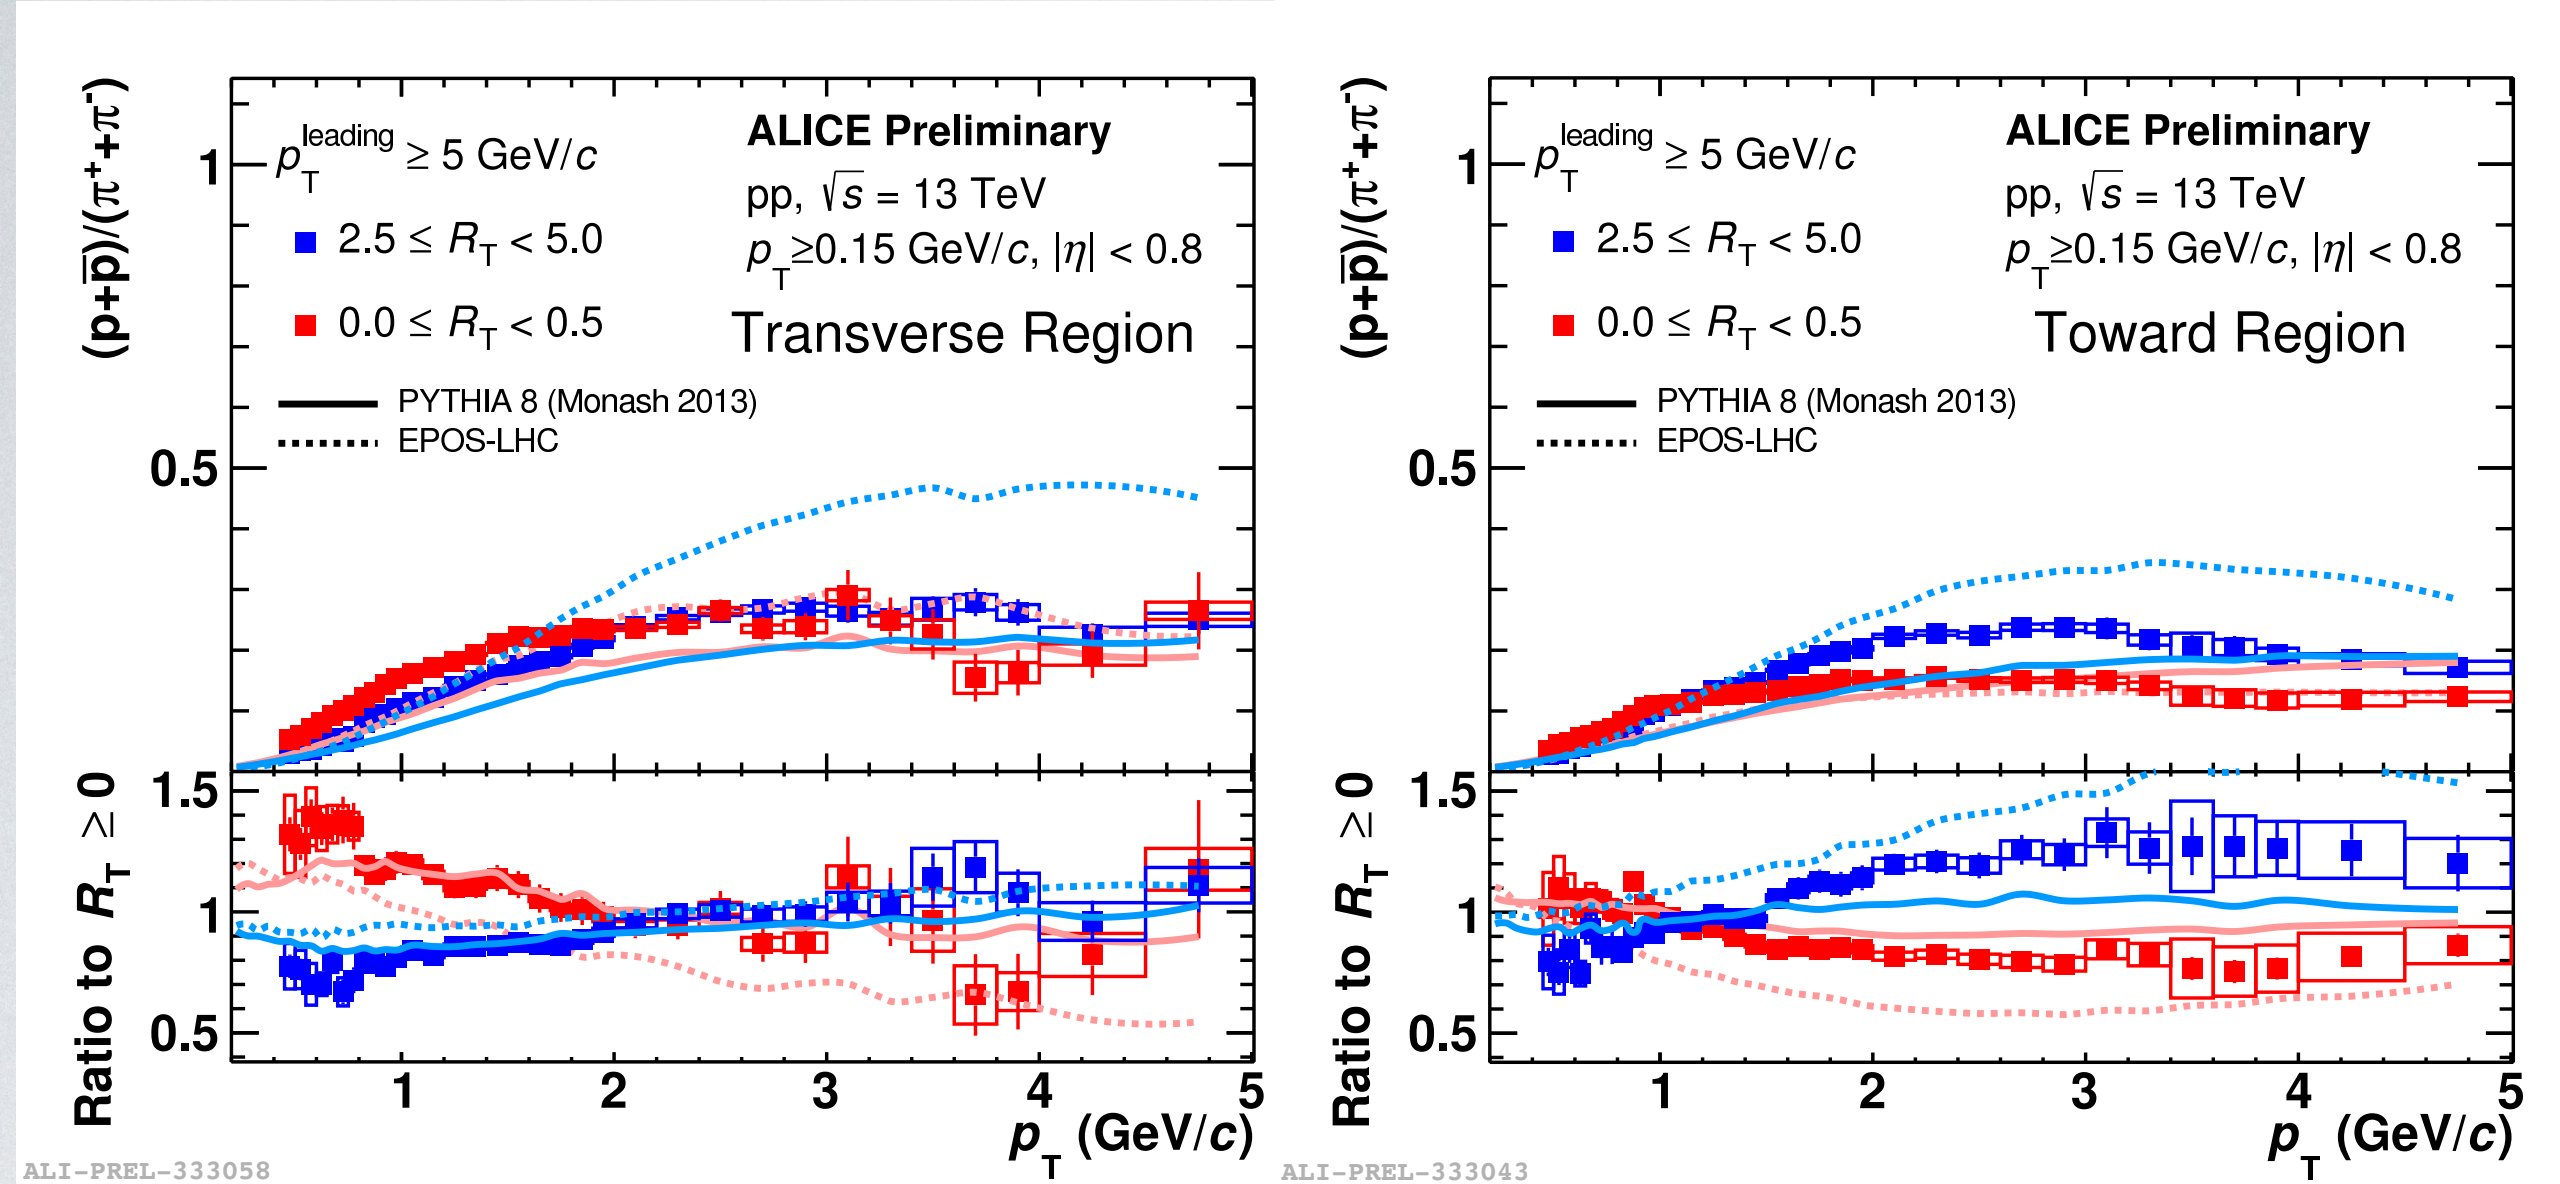 (p+p̅)/(π⁺+π⁻)
1
0.5
p_T^leading ≥ 5 GeV/c
2.5 ≤ R_T < 5.0
0.0 ≤ R_T < 0.5
PYTHIA 8 (Monash 2013)
EPOS-LHC
ALICE Preliminary
pp, √s = 13 TeV
p_T≥0.15 GeV/c, |η| < 0.8
Transverse Region
Ratio to R_T ≥ 0
1.5
1
0.5
1 2 3 4 5
p_T (GeV/c)
ALI-PREL-333058
(p+p̅)/(π⁺+π⁻)
1
0.5
p_T^leading ≥ 5 GeV/c
2.5 ≤ R_T < 5.0
0.0 ≤ R_T < 0.5
PYTHIA 8 (Monash 2013)
EPOS-LHC
ALICE Preliminary
pp, √s = 13 TeV
p_T≥0.15 GeV/c, |η| < 0.8
Toward Region
Ratio to R_T ≥ 0
1.5
1
0.5
1 2 3 4 5
p_T (GeV/c)
ALI-PREL-333043